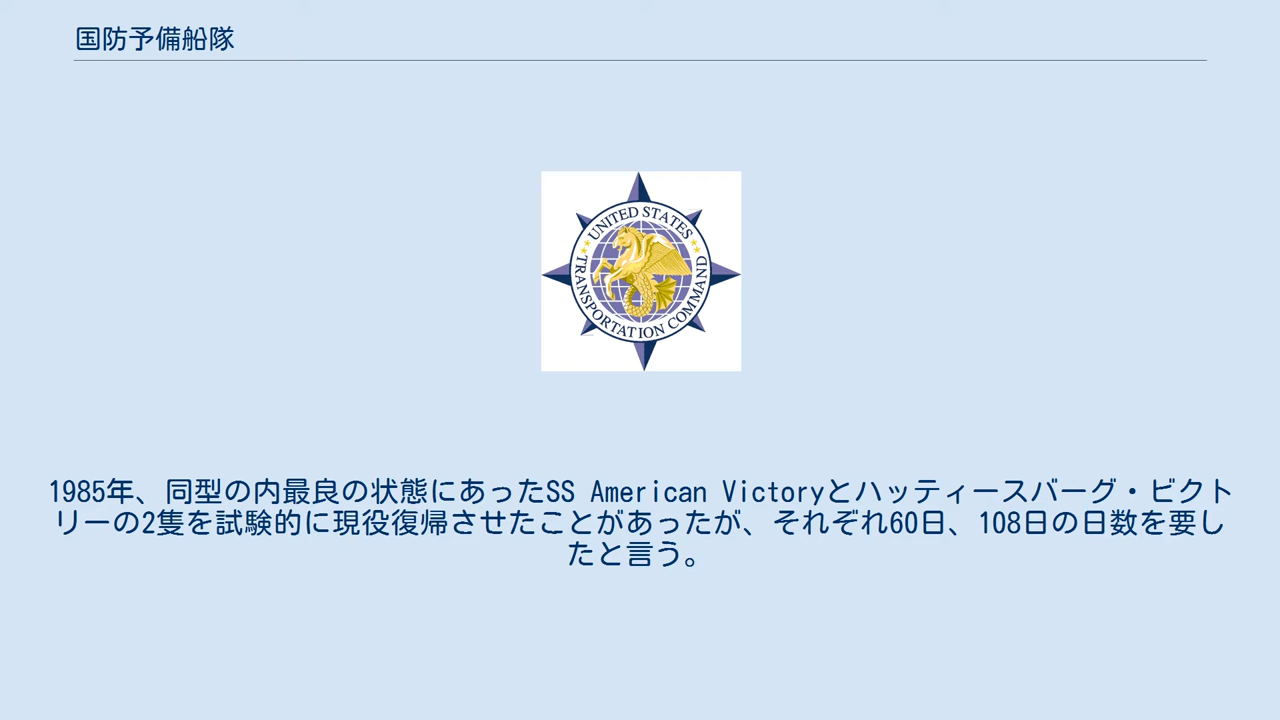 国防予備船隊
UNITED STATES
TRANSPORTATION COMMAND
1985年、同型の内最良の状態にあったSS American Victoryとハッティースバーグ・ビクト
リーの2隻を試験的に現役復帰させたことがあったが、それぞれ60日、108日の日数を要し
たと言う。